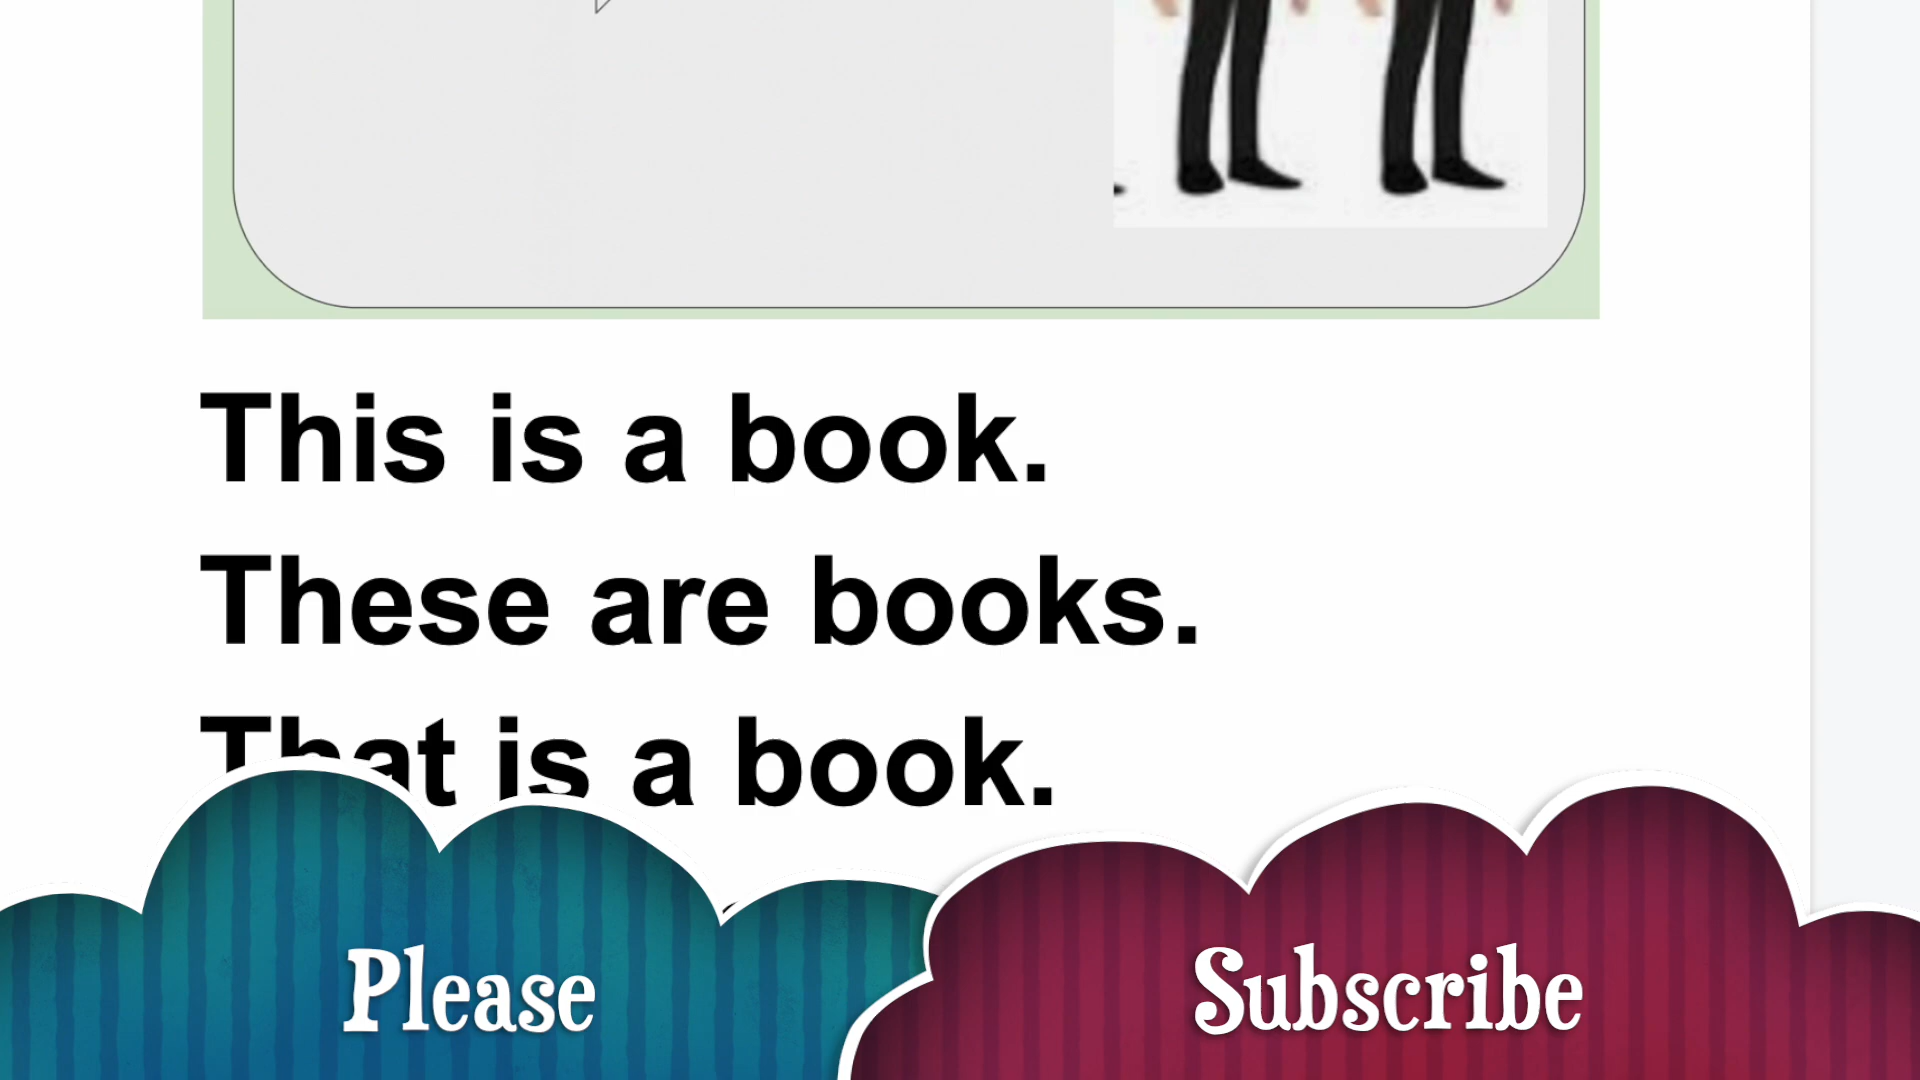 This is a book.
These are books.
That is a book.
Please
Subscribe